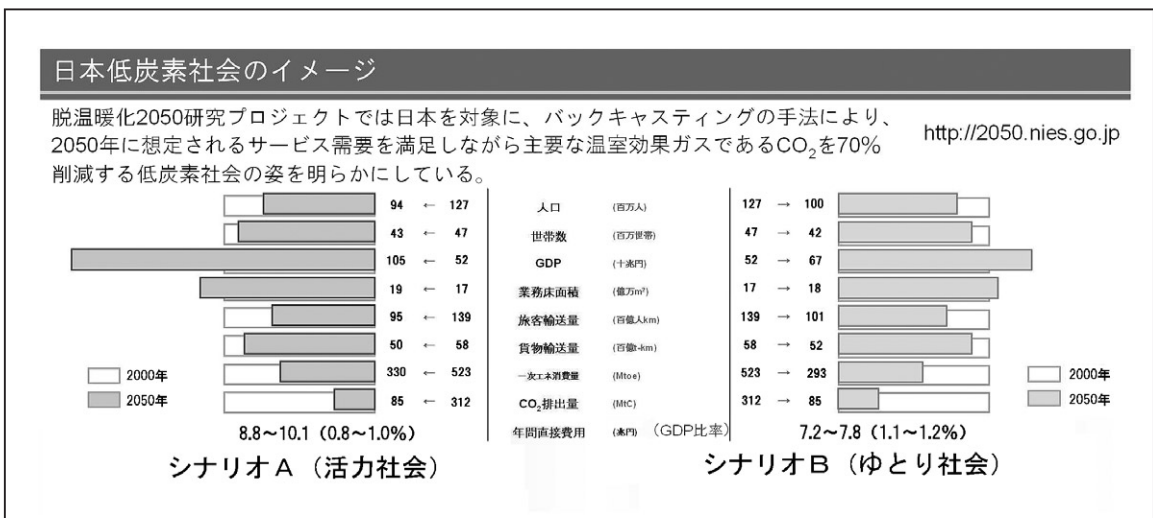 日本低炭素社会のイメージ
脱温暖化2050研究プロジェクトでは日本を対象に、バックキャスティングの手法により、
2050年に想定されるサービス需要を満足しながら主要な温室効果ガスであるCO₂を70%
削減する低炭素社会の姿を明らかにしている。
http://2050.nies.go.jp
94 ← 127 人口 (百万人) 127 → 100
43 ← 47 世帯数 (百万世帯) 47 → 42
105 ← 52 GDP (十兆円) 52 → 67
19 ← 17 業務床面積 (億万m²) 17 → 18
95 ← 139 旅客輸送量 (百億人km) 139 → 101
50 ← 58 貨物輸送量 (百億t-km) 58 → 52
330 ← 523 一次エネ消費量 (Mtoe) 523 → 293
85 ← 312 CO₂排出量 (MtC) 312 → 85
2000年
2050年
2000年
2050年
8.8〜10.1(0.8〜1.0%) 年間直接費用 (兆円) (GDP比率) 7.2〜7.8(1.1〜1.2%)
シナリオA(活力社会)
シナリオB(ゆとり社会)